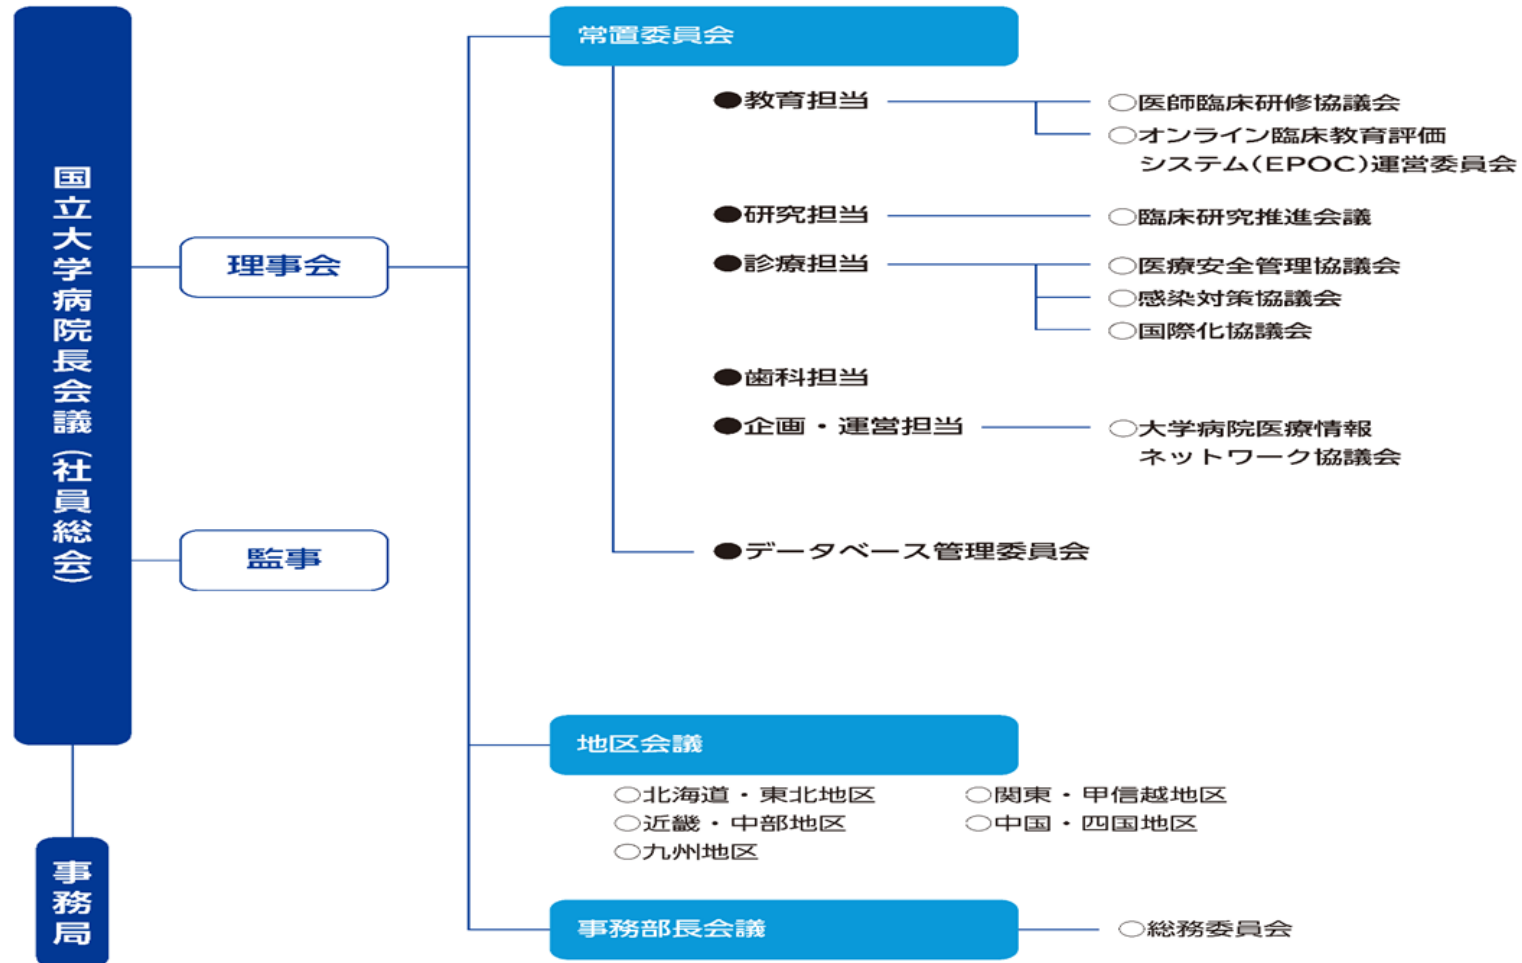 国立大学病院長会議(社員総会)
事務局
理事会
監事
常置委員会
●教育担当
○医師臨床研修協議会
○オンライン臨床教育評価
システム(EPOC)運営委員会
●研究担当
○臨床研究推進会議
●診療担当
○医療安全管理協議会
○感染対策協議会
○国際化協議会
●歯科担当
●企画・運営担当
○大学病院医療情報
ネットワーク協議会
●データベース管理委員会
地区会議
○北海道・東北地区
○関東・甲信越地区
○近畿・中部地区
○中国・四国地区
○九州地区
事務部長会議
○総務委員会